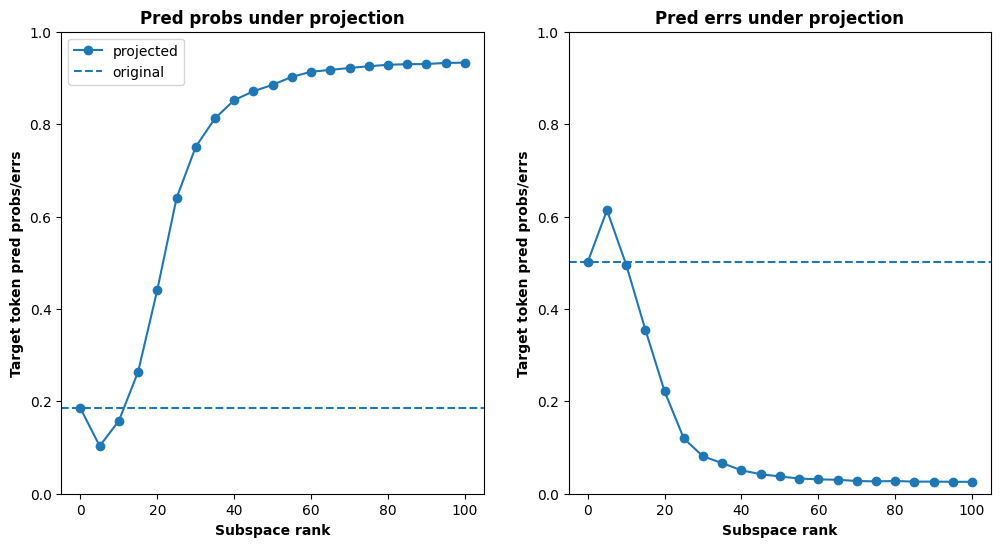 Pred probs under projection
Target token pred probs/errs
1.0
0.8
0.6
0.4
0.2
0.0
projected
original
0 20 40 60 80 100
Subspace rank
Pred errs under projection
Target token pred probs/errs
1.0
0.8
0.6
0.4
0.2
0.0
0 20 40 60 80 100
Subspace rank